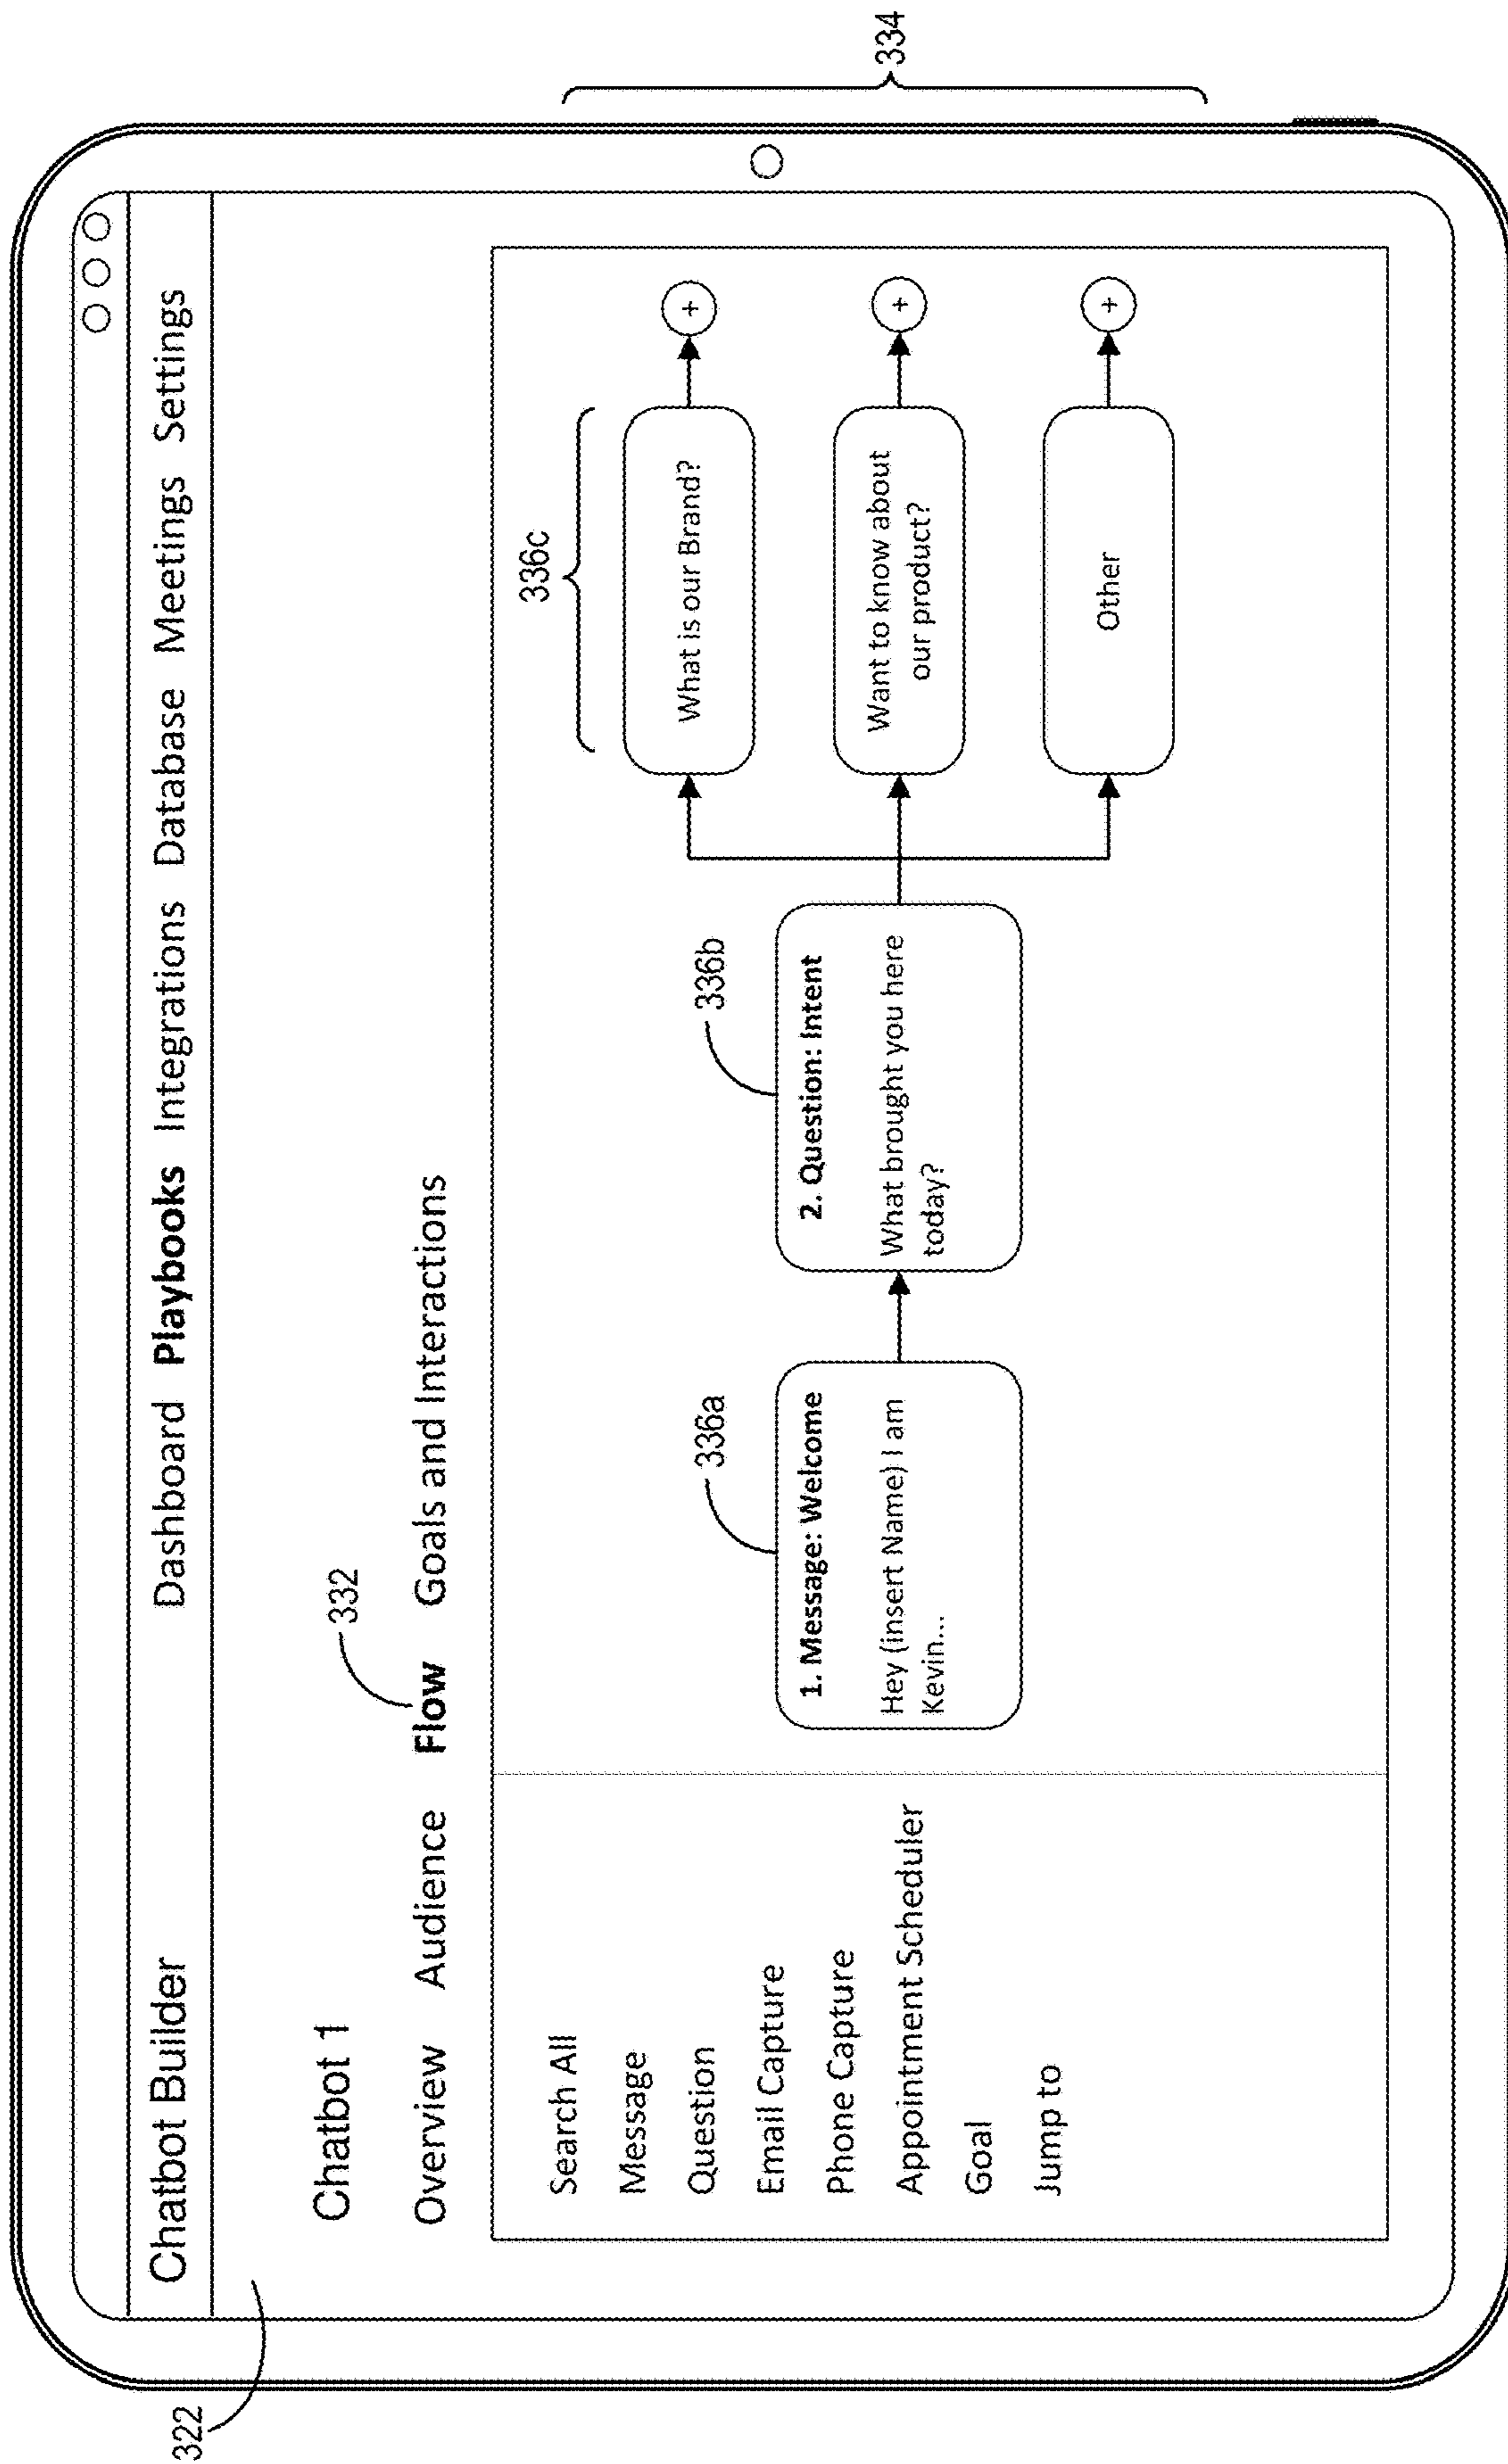 322
Chatbot Builder
Dashboard Playbooks Integrations Database Meetings Settings
Chatbot 1
332
Overview Audience Flow Goals and Interactions
Search All
Message
Question
Email Capture
Phone Capture
Appointment Scheduler
Goal
Jump to
336a
1. Message: Welcome
Hey (insert Name) I am
Kevin...
336b
2. Question: Intent
What brought you here
today?
336c
What is our Brand?
+
Want to know about
our product?
+
Other
+
334